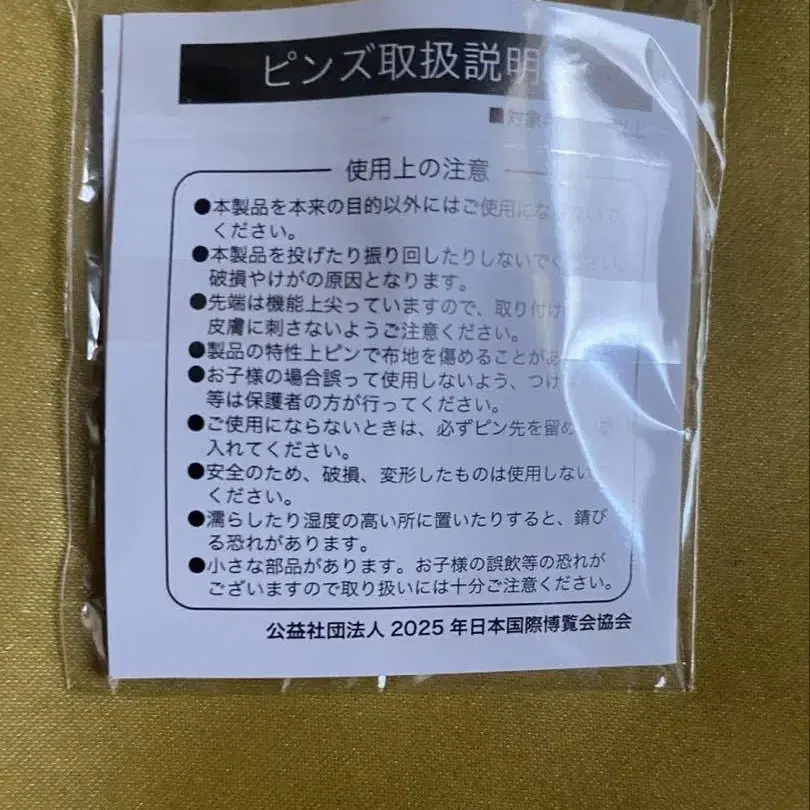 ピンズ取扱説明
■対象
使用上の注意
●本製品を本来の目的以外にはご使用にならないで
ください。
●本製品を投げたり振り回したりしないでください。
破損やけがの原因となります。
●先端は機能上尖っていますので、取り付け
皮膚に刺さないようご注意ください。
●製品の特性上ピンで布地を傷めることがあ
●お子様の場合誤って使用しないよう、つけ
等は保護者の方が行ってください。
●ご使用にならないときは、必ずピン先を留め
入れてください。
●安全のため、破損、変形したものは使用しない
ください。
●濡らしたり湿度の高い所に置いたりすると、錆び
る恐れがあります。
●小さな部品があります。お子様の誤飲等の恐れが
ございますので取り扱いには十分ご注意ください。
公益社団法人 2025 年日本国際博覧会協会